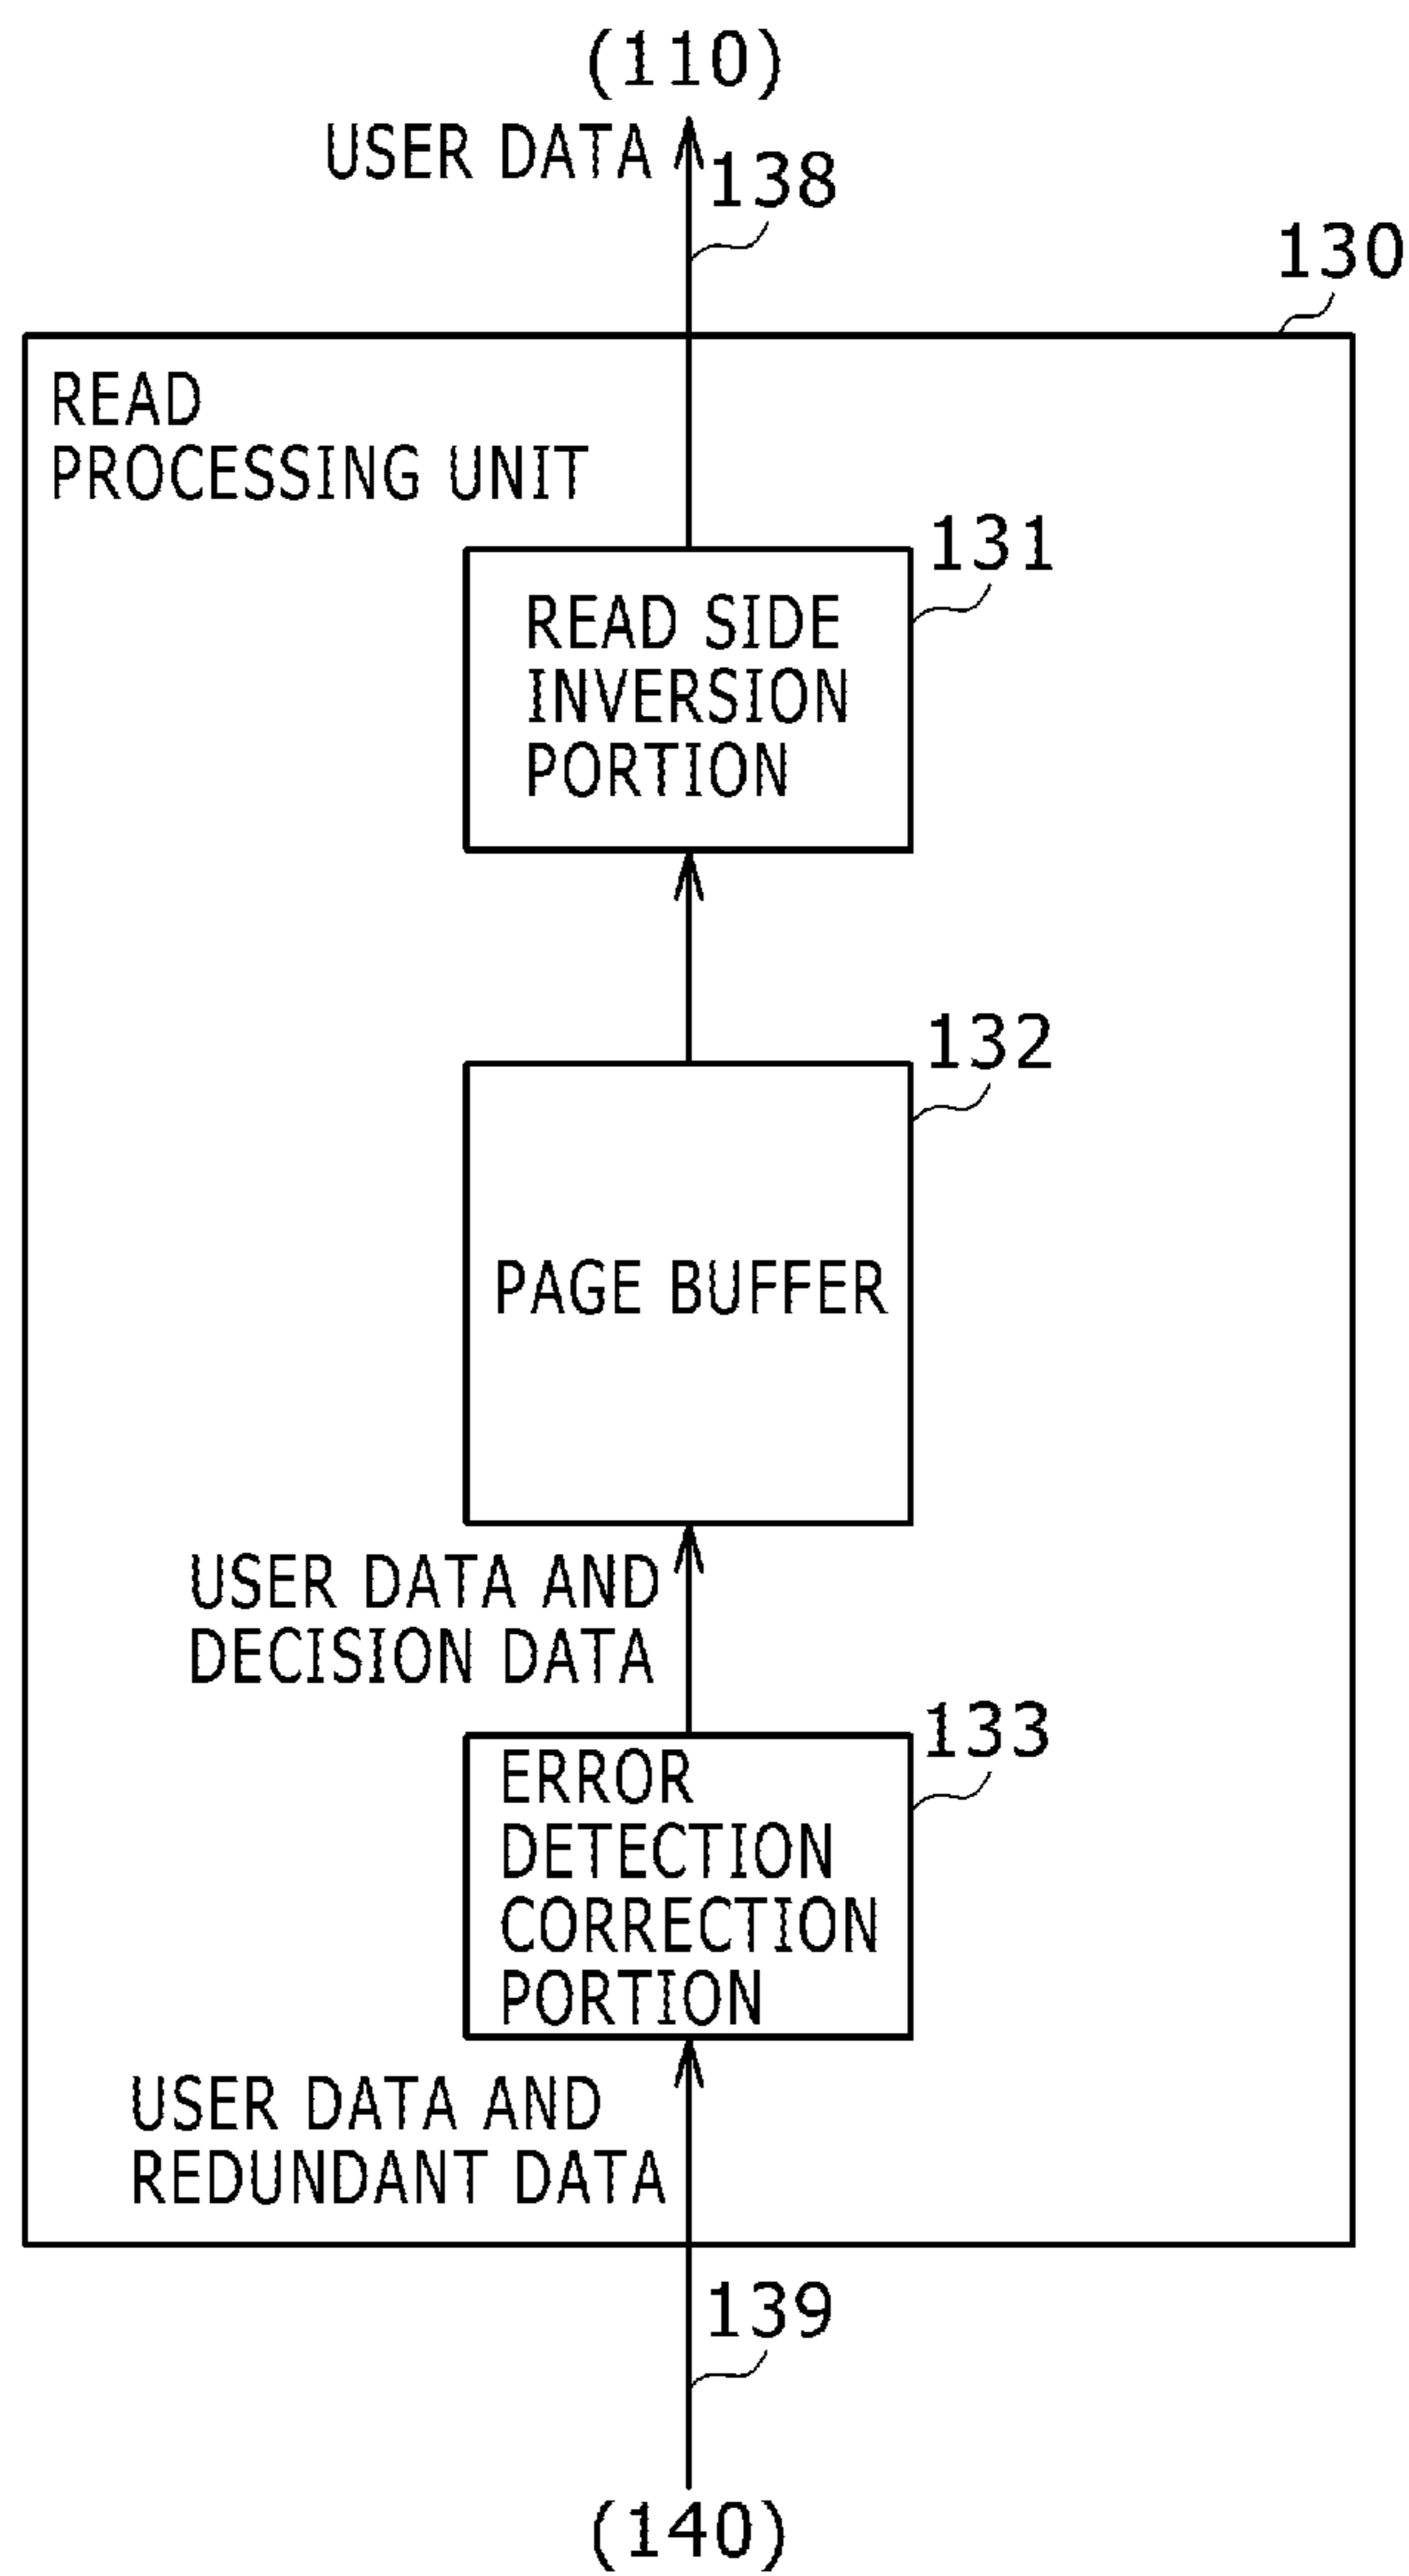 (110)
USER DATA
138
130
READ
PROCESSING UNIT
131
READ SIDE
INVERSION
PORTION
132
PAGE BUFFER
USER DATA AND
DECISION DATA
133
ERROR
DETECTION
CORRECTION
PORTION
USER DATA AND
REDUNDANT DATA
139
(140)